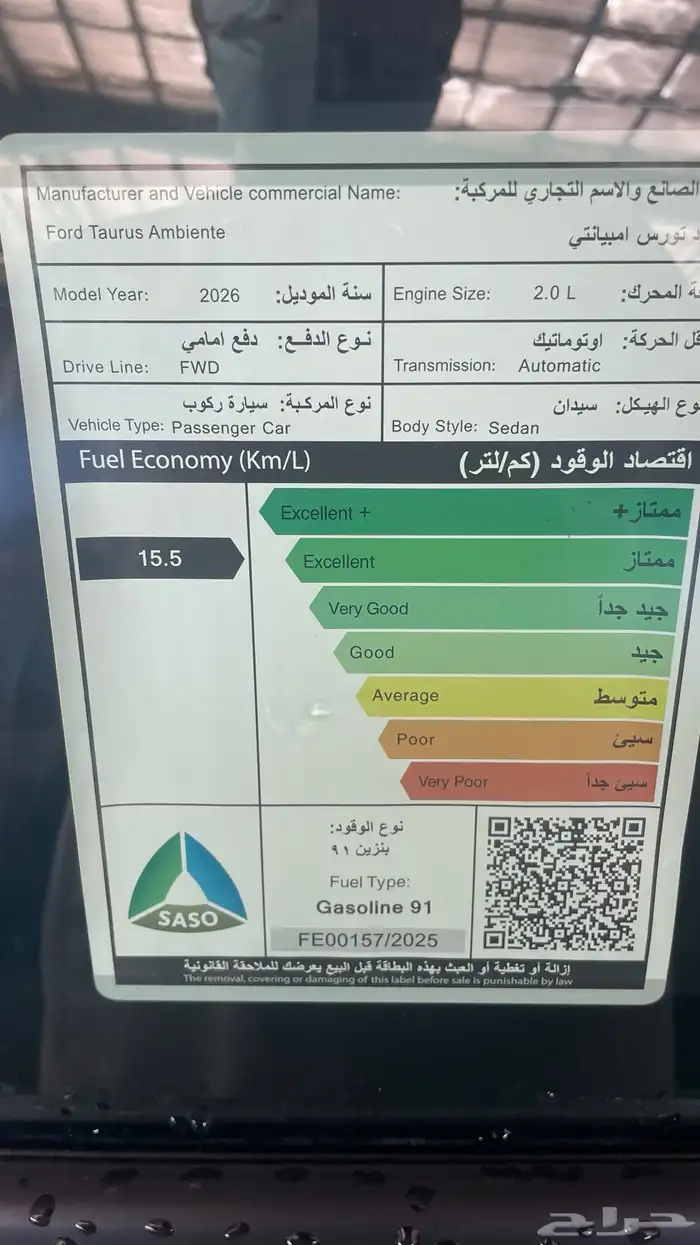 Manufacturer and Vehicle commercial Name:
الصانع والاسم التجاري للمركبة:
Ford Taurus Ambiente
تورس امبيانتي
Model Year: 2026 سنة الموديل:
Engine Size: 2.0 L المحرك:
نوع الدفع: دفع امامي
Drive Line: FWD
الحركة: اوتوماتيك
Transmission: Automatic
نوع المركبة: سيارة ركوب
Vehicle Type: Passenger Car
الهيكل: سيدان
Body Style: Sedan
Fuel Economy (Km/L) اقتصاد الوقود (كم/لتر)
Excellent + ممتاز+
15.5
Excellent ممتاز
Very Good جيد جداً
Good جيد
Average متوسط
Poor سيئ
Very Poor سيئ جداً
SASO
نوع الوقود:
بنزين ٩١
Fuel Type:
Gasoline 91
FE00157/2025
إزالة أو تغطية أو العبث بهذه البطاقة قبل البيع يعرضك للملاحقة القانونية
The removal, covering or damaging of this label before sale is punishable by law
حراج